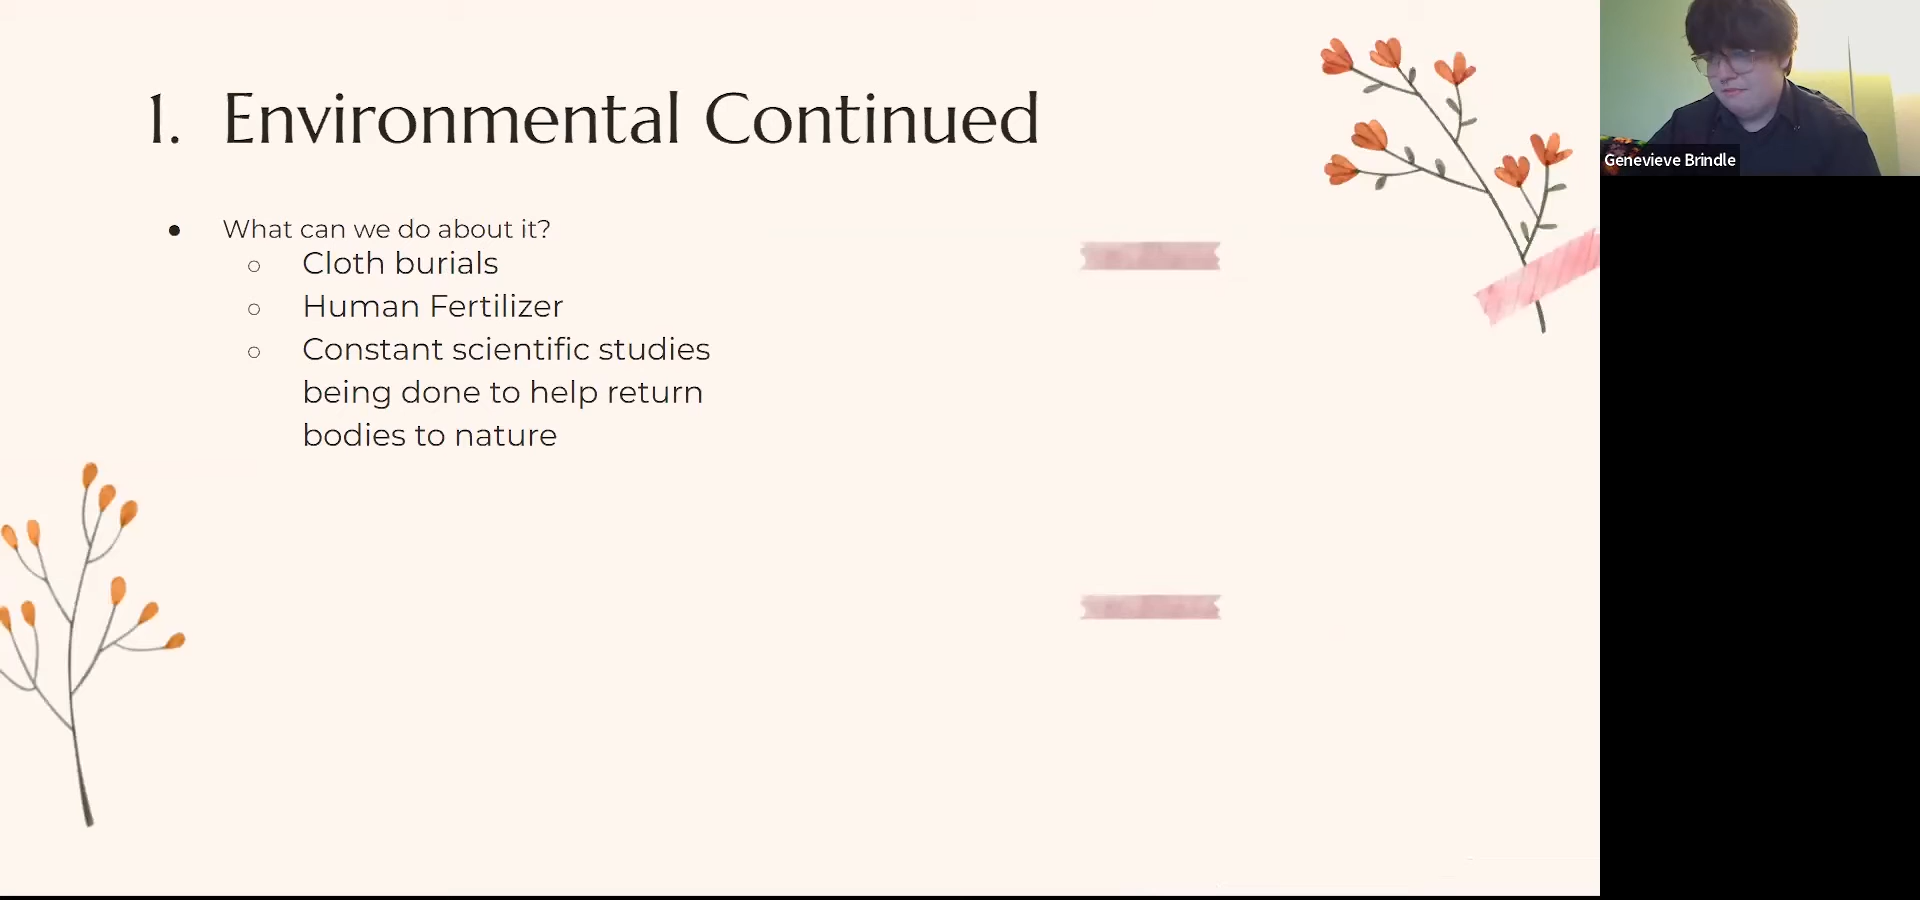 1. Environmental Continued
● What can we do about it?
○ Cloth burials
○ Human Fertilizer
○ Constant scientific studies
being done to help return
bodies to nature
Genevieve Brindle